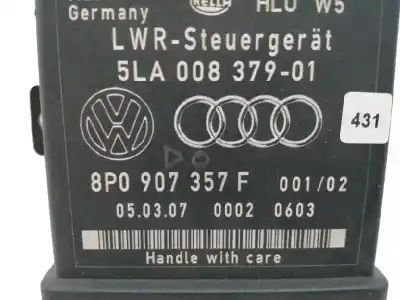 Germany HELLA HLU W5
LWR-Steuergerät
5LA 008 379-01
431
8P0 907 357 F 001/02
05.03.07 0002 0603
Handle with care